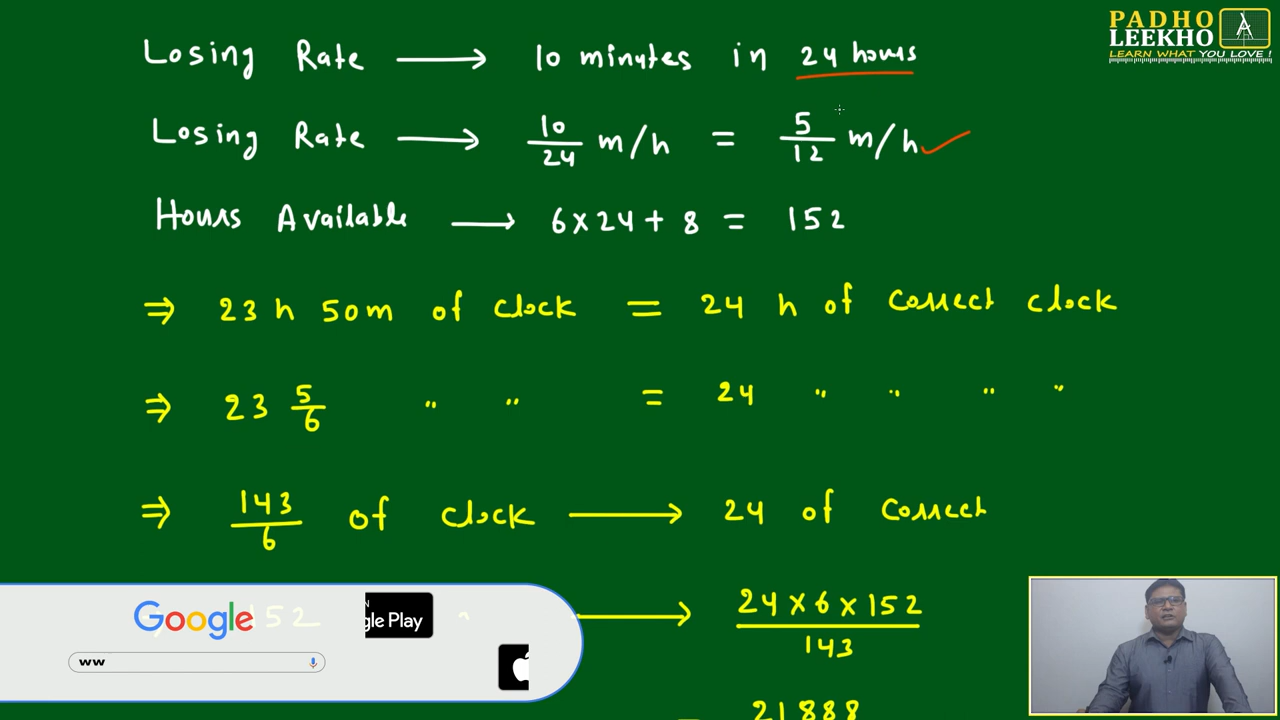 PADHO
LEEKHO
LEARN WHAT YOU LOVE !
Losing Rate ⟶ 10 minutes in 24 hours
Losing Rate ⟶ 10/24 m/h = 5/12 m/h
Hours Available ⟶ 6×24+8 = 152
⇒ 23 h 50m of clock = 24 h of correct clock
⇒ 23 5/6 " " = 24 " " " "
⇒ 143/6 of clock ⟶ 24 of correct
152 " ⟶ 24×6×152/143
= 21888
Google
gle Play
ww